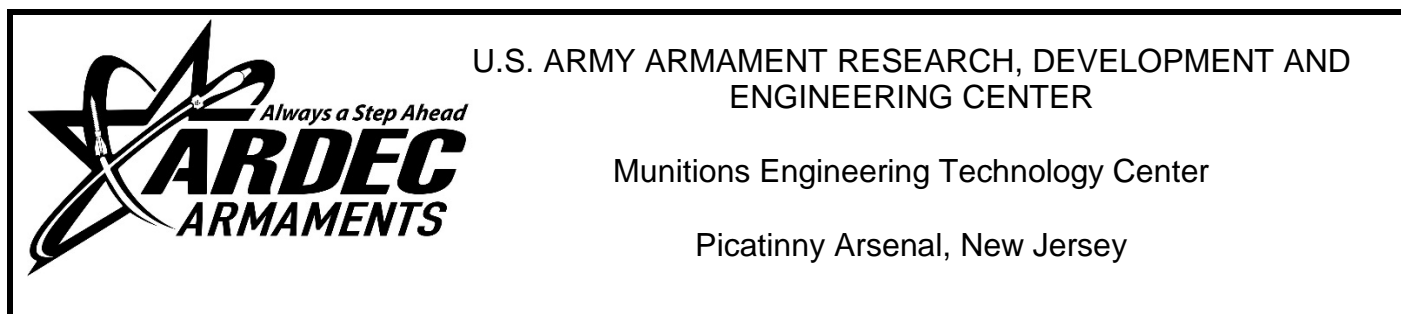 Always a Step Ahead
ARDEC
ARMAMENTS
U.S. ARMY ARMAMENT RESEARCH, DEVELOPMENT AND
ENGINEERING CENTER
Munitions Engineering Technology Center
Picatinny Arsenal, New Jersey